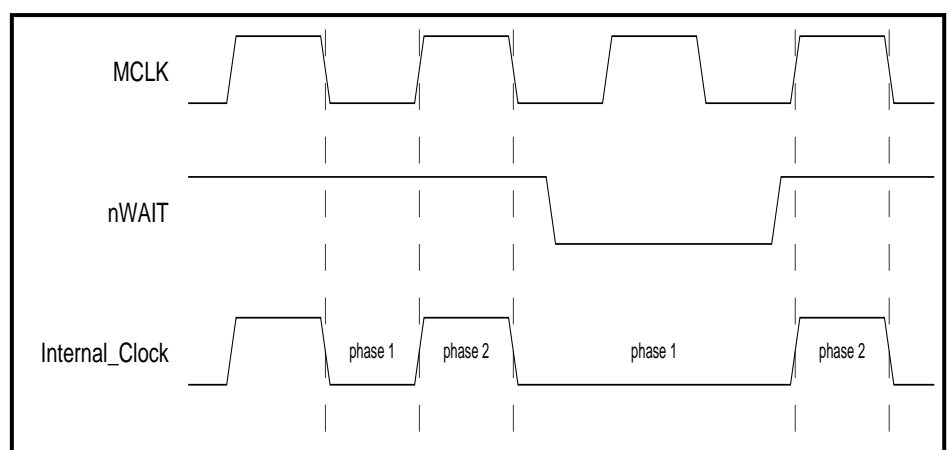 MCLK
nWAIT
Internal_Clock
phase 1
phase 2
phase 1
phase 2